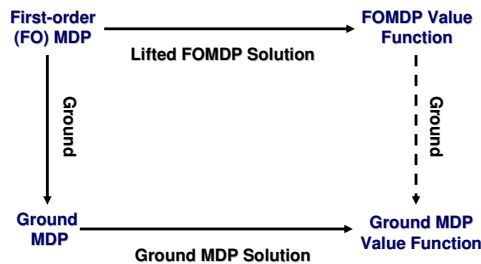 First-order
(FO) MDP
FOMDP Value
Function
Lifted FOMDP Solution
Ground
Ground
Ground
MDP
Ground MDP
Value Function
Ground MDP Solution